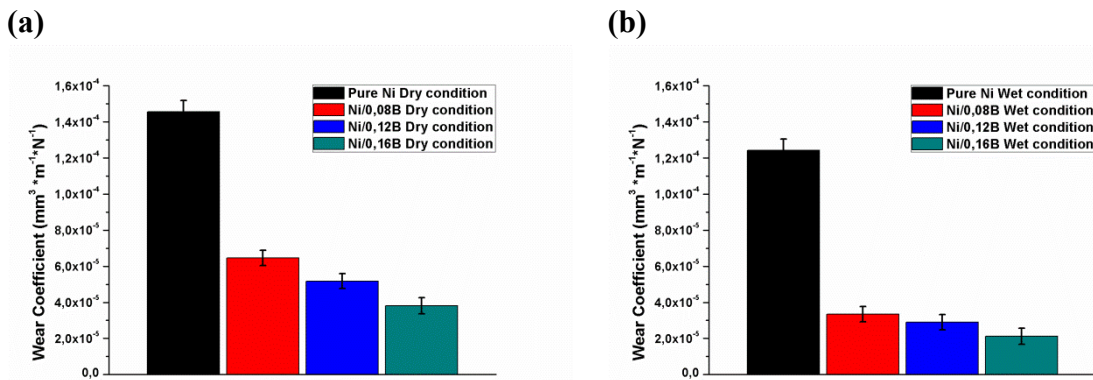 (a)
(b)
Wear Coefficient (mm³ *m⁻¹*N⁻¹)
1,6x10⁻⁴
1,4x10⁻⁴
1,2x10⁻⁴
1,0x10⁻⁴
8,0x10⁻⁵
6,0x10⁻⁵
4,0x10⁻⁵
2,0x10⁻⁵
0,0
Pure Ni Dry condition
Ni/0,08B Dry condition
Ni/0,12B Dry condition
Ni/0,16B Dry condition
Wear Coefficient (mm³ *m⁻¹*N⁻¹)
1,6x10⁻⁴
1,4x10⁻⁴
1,2x10⁻⁴
1,0x10⁻⁴
8,0x10⁻⁵
6,0x10⁻⁵
4,0x10⁻⁵
2,0x10⁻⁵
0,0
Pure Ni Wet condition
Ni/0,08B Wet condition
Ni/0,12B Wet condition
Ni/0,16B Wet condition